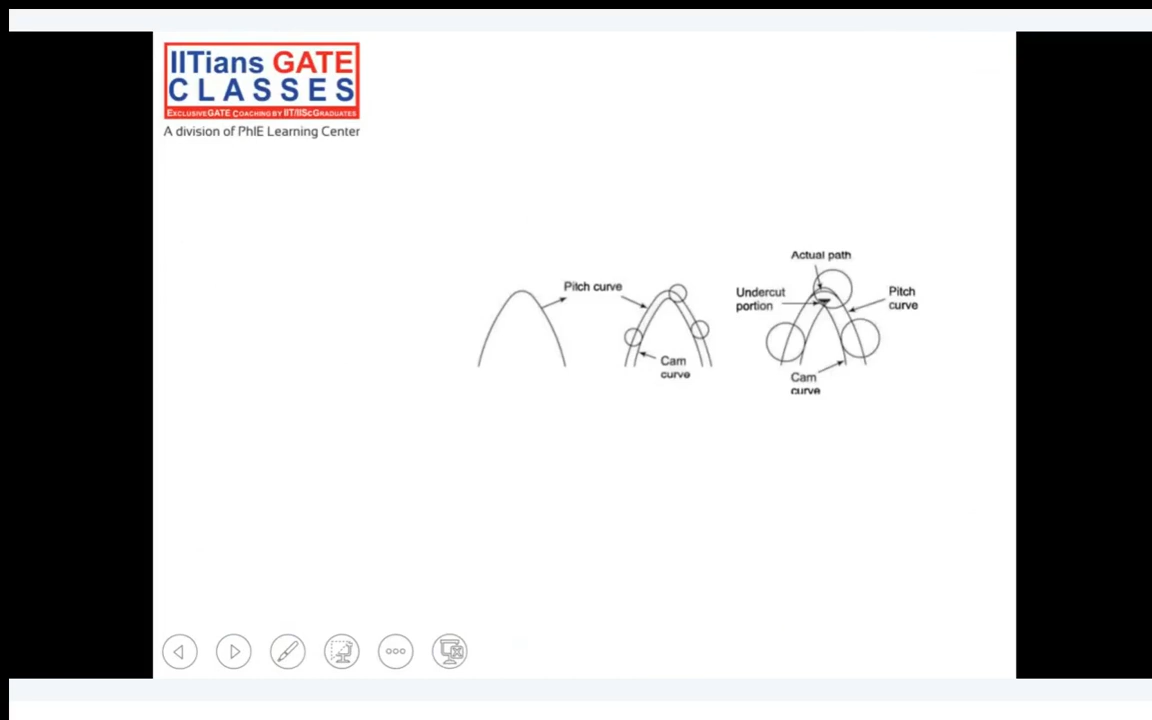 IITians GATE
CLASSES
EXCLUSIVE GATE COACHING BY IIT/IISc GRADUATES
A division of PhIE Learning Center
Pitch curve
Cam
curve
Actual path
Undercut
portion
Pitch
curve
Cam
curve